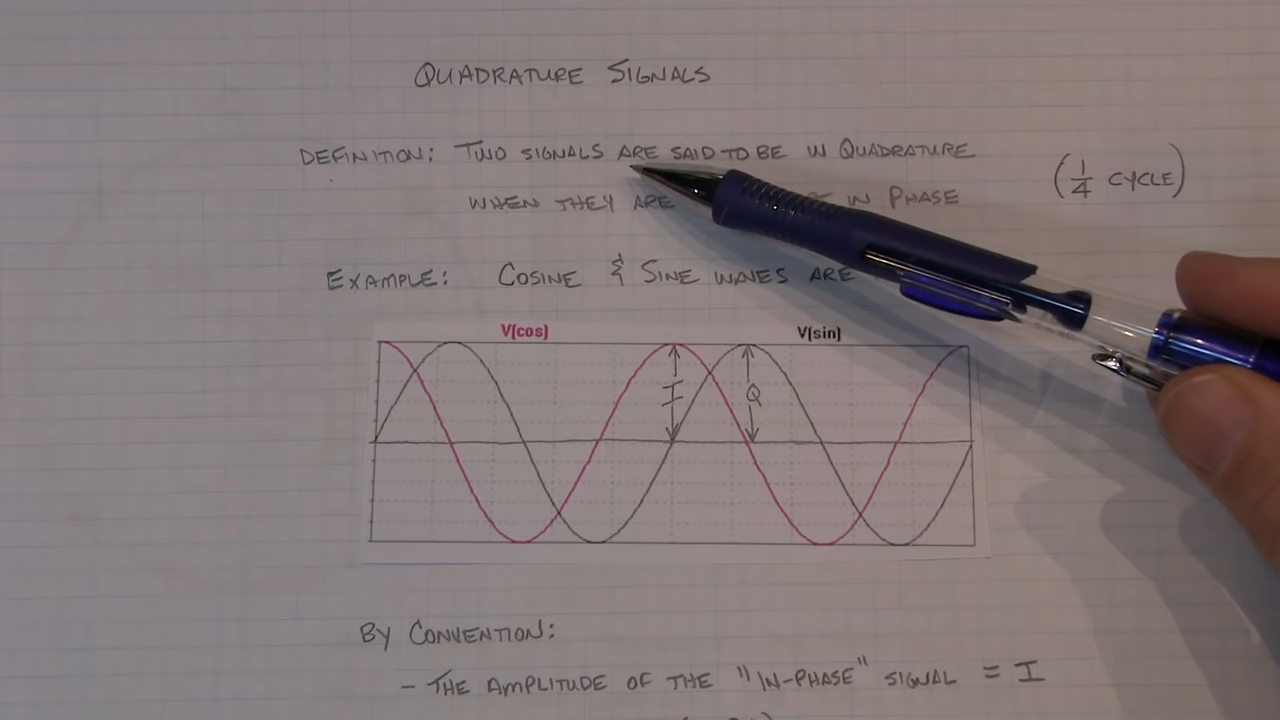 QUADRATURE SIGNALS
DEFINITION: TWO SIGNALS ARE SAID TO BE IN QUADRATURE
WHEN THEY ARE IN PHASE
(1/4 CYCLE)
EXAMPLE: COSINE & SINE WAVES ARE
V(cos) V(sin)
I Q
BY CONVENTION:
- THE AMPLITUDE OF THE "IN-PHASE" SIGNAL = I